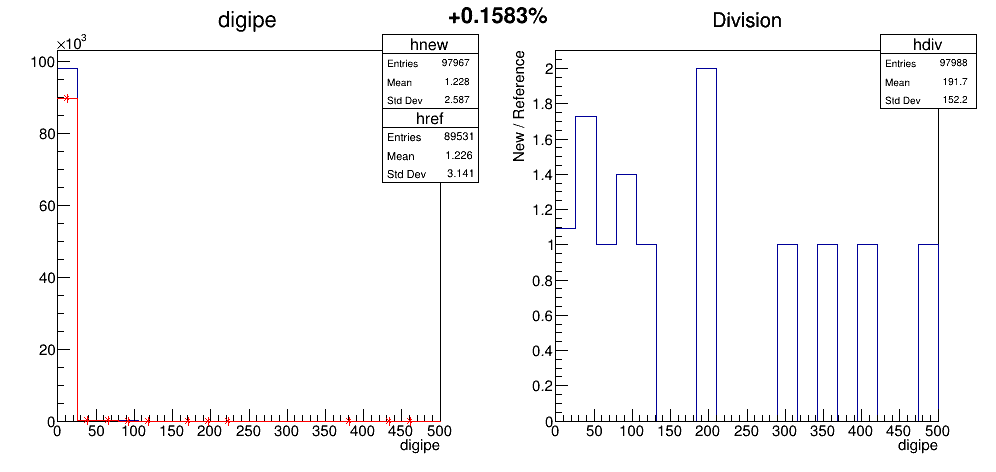 +0.1583%
digipe
×10³
100
80
60
40
20
0
0 50 100 150 200 250 300 350 400 450 500
digipe
hnew
Entries 97967
Mean 1.228
Std Dev 2.587
href
Entries 89531
Mean 1.226
Std Dev 3.141
Division
New / Reference
2
1.8
1.6
1.4
1.2
1
0.8
0.6
0.4
0.2
0
0 50 100 150 200 250 300 350 400 450 500
digipe
hdiv
Entries 97988
Mean 191.7
Std Dev 152.2